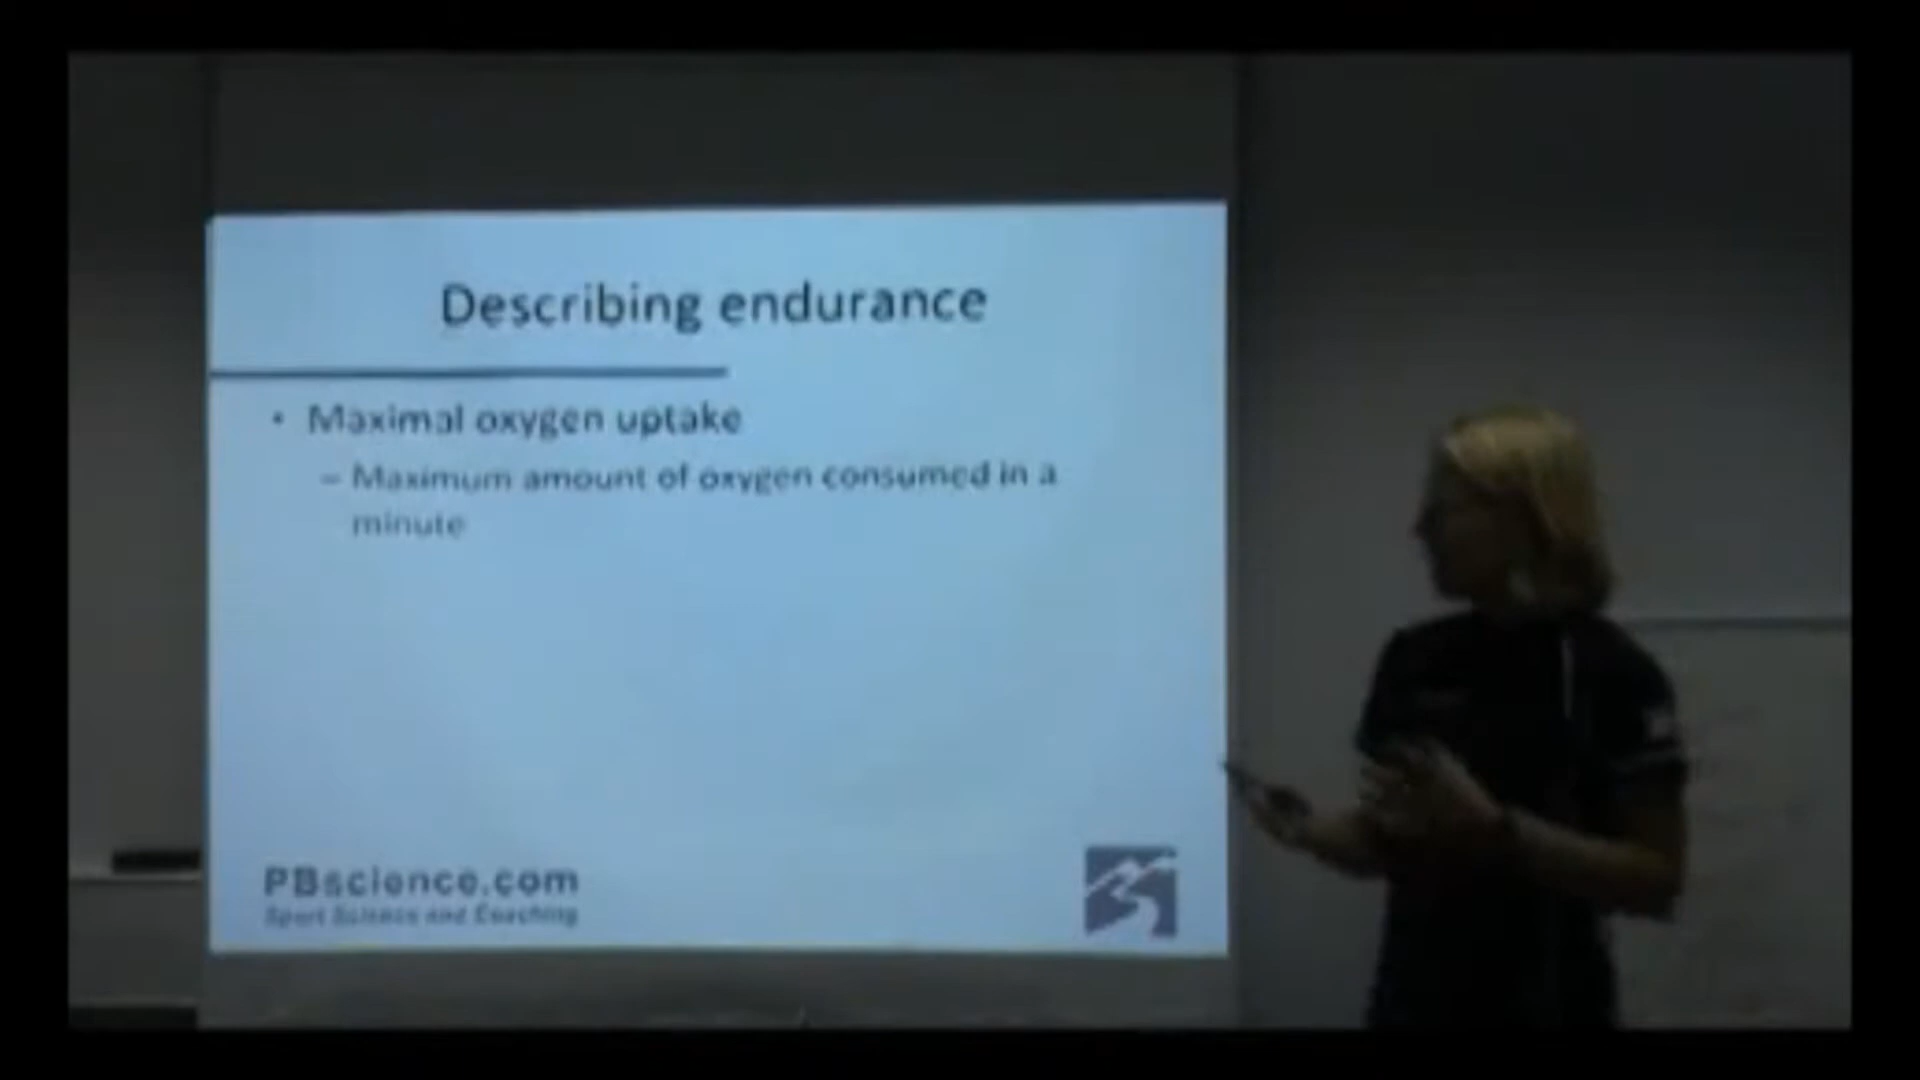 Describing endurance
• Maximal oxygen uptake
– Maximum amount of oxygen consumed in a
minute
PBscience.com
Sport Science and Coaching